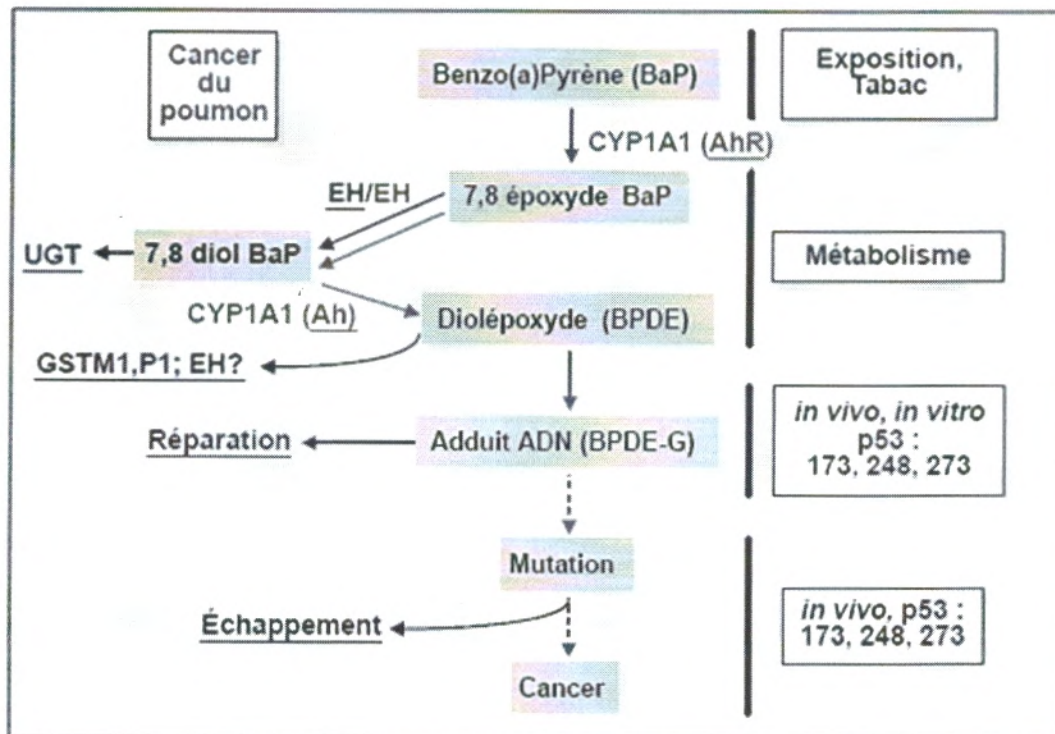 Cancer
du
poumon
Benzo(a)Pyrène (BaP)
Exposition,
Tabac
CYP1A1 (AhR)
EH/EH
7,8 époxyde BaP
UGT
7,8 diol BaP
Métabolisme
CYP1A1 (Ah)
Diolépoxyde (BPDE)
GSTM1,P1; EH?
in vivo, in vitro
p53 :
173, 248, 273
Réparation
Adduit ADN (BPDE-G)
Mutation
Échappement
in vivo, p53 :
173, 248, 273
Cancer